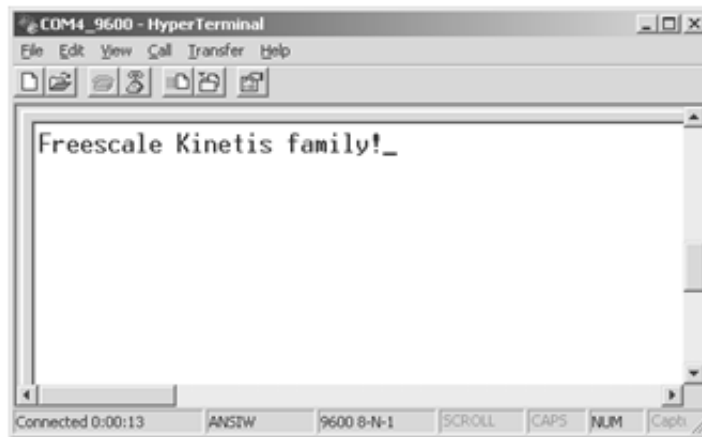 COM4_9600 - HyperTerminal
File Edit View Call Transfer Help
Freescale Kinetis family!_
Connected 0:00:13 ANSIW 9600 8-N-1 SCROLL CAPS NUM Capt